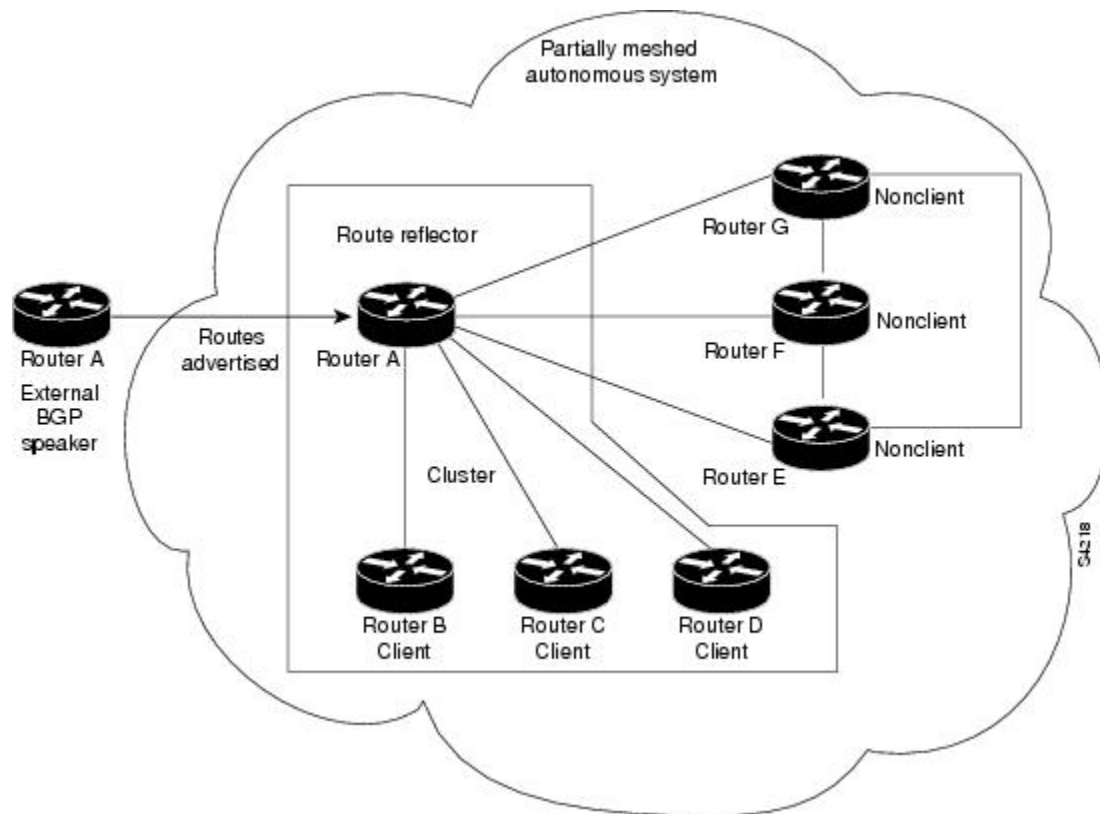 Partially meshed
autonomous system
Nonclient
Router G
Route reflector
Nonclient
Router A
Routes
advertised
Router A
Router F
External
BGP
speaker
Nonclient
Router E
Cluster
S4218
Router B
Client
Router C
Client
Router D
Client